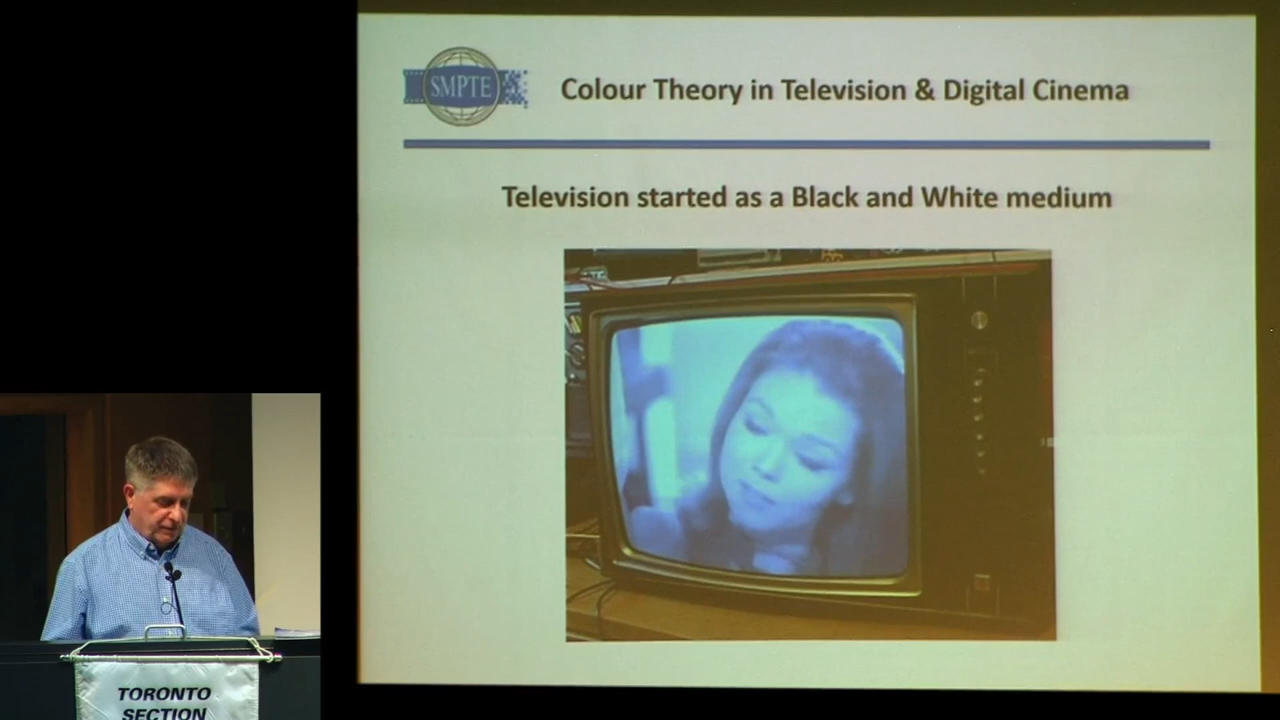 SMPTE
Colour Theory in Television & Digital Cinema
Television started as a Black and White medium
TORONTO
SECTION